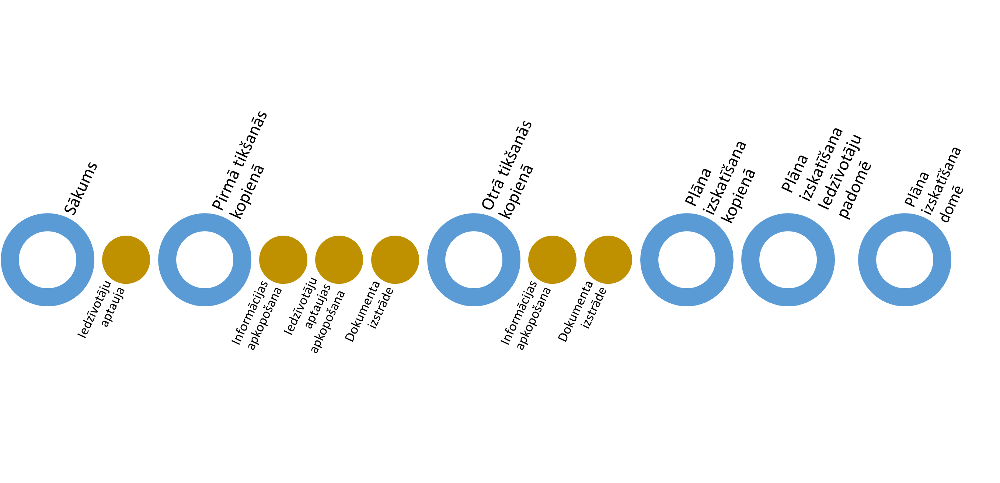 Sākums
Iedzīvotāju
aptauja
Pirmā tikšanās
kopienā
Informācijas
apkopošana
Iedzīvotāju
aptaujas
apkopošana
Dokumenta
izstrāde
Otrā tikšanās
kopienā
Informācijas
apkopošana
Dokumenta
izstrāde
Plāna
izskatīšana
kopienā
Plāna
izskatīšana
Iedzīvotāju
padomē
Plāna
izskatīšana
domē